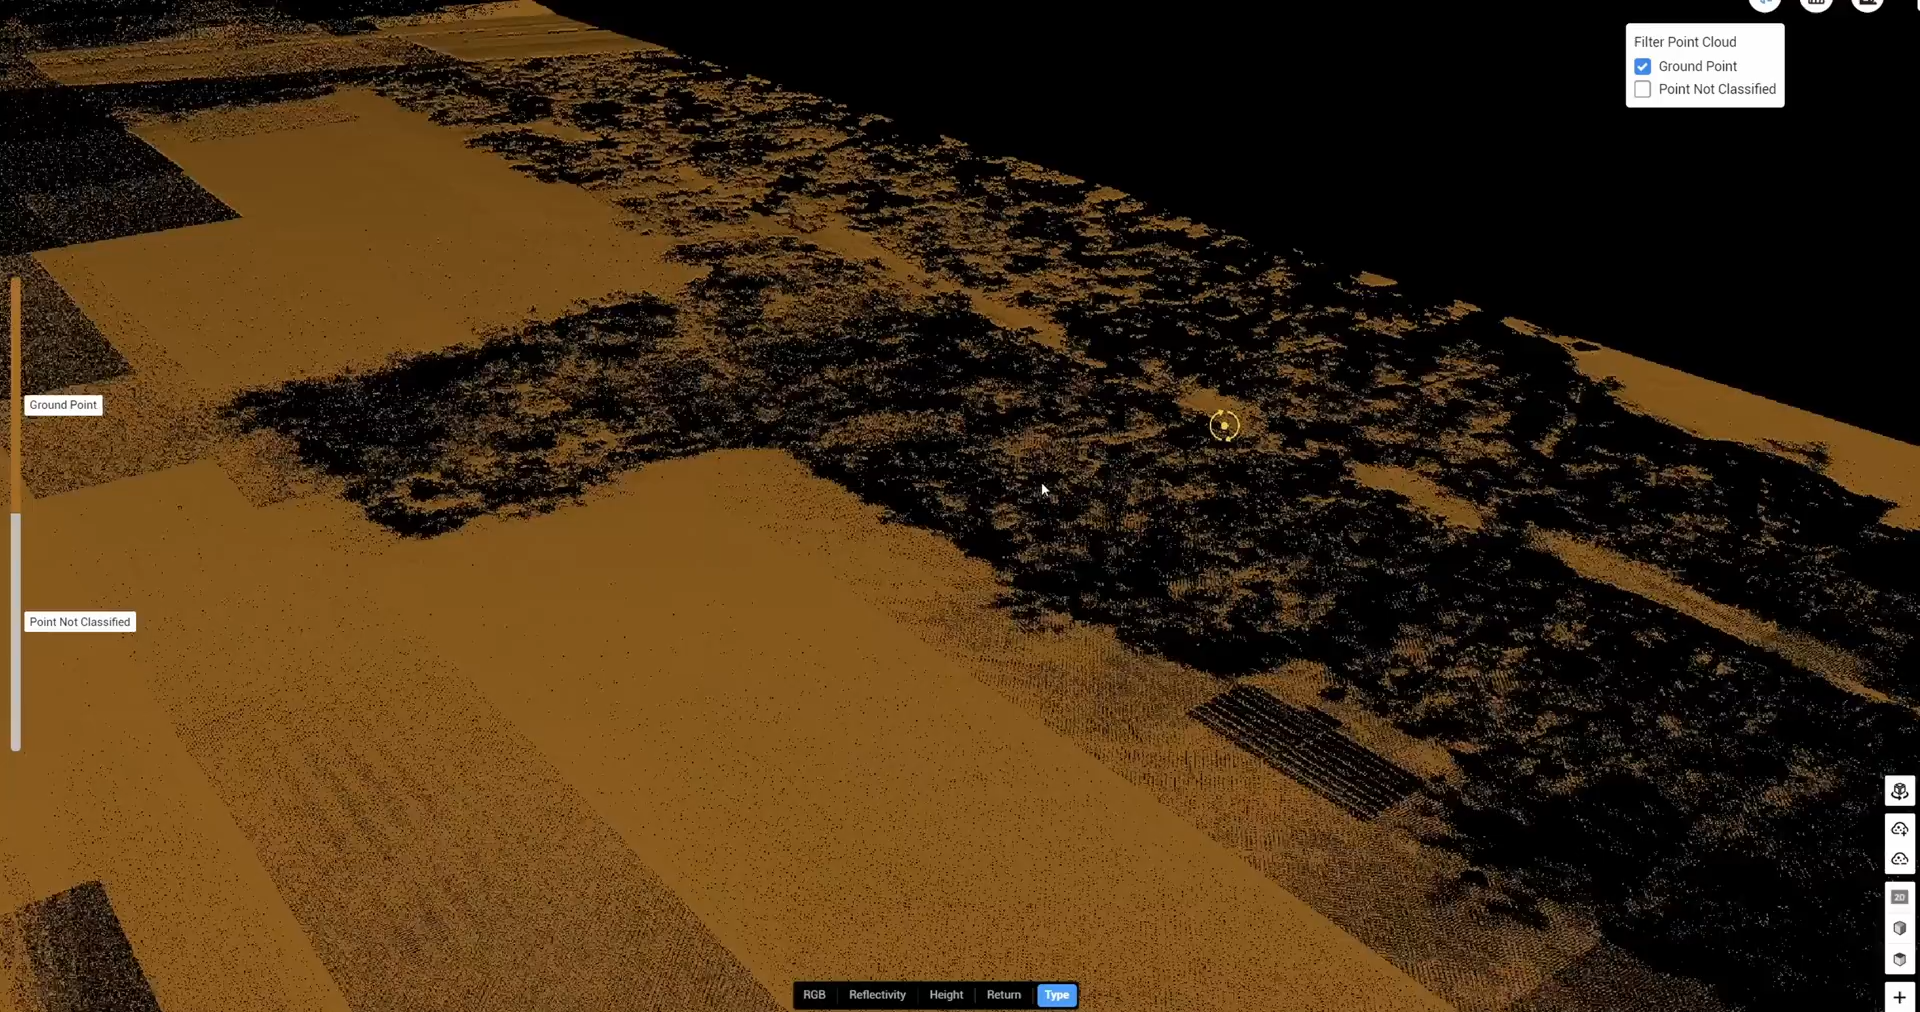 Filter Point Cloud
Ground Point
Point Not Classified
Ground Point
Point Not Classified
2D
RGB
Reflectivity
Height
Return
Type